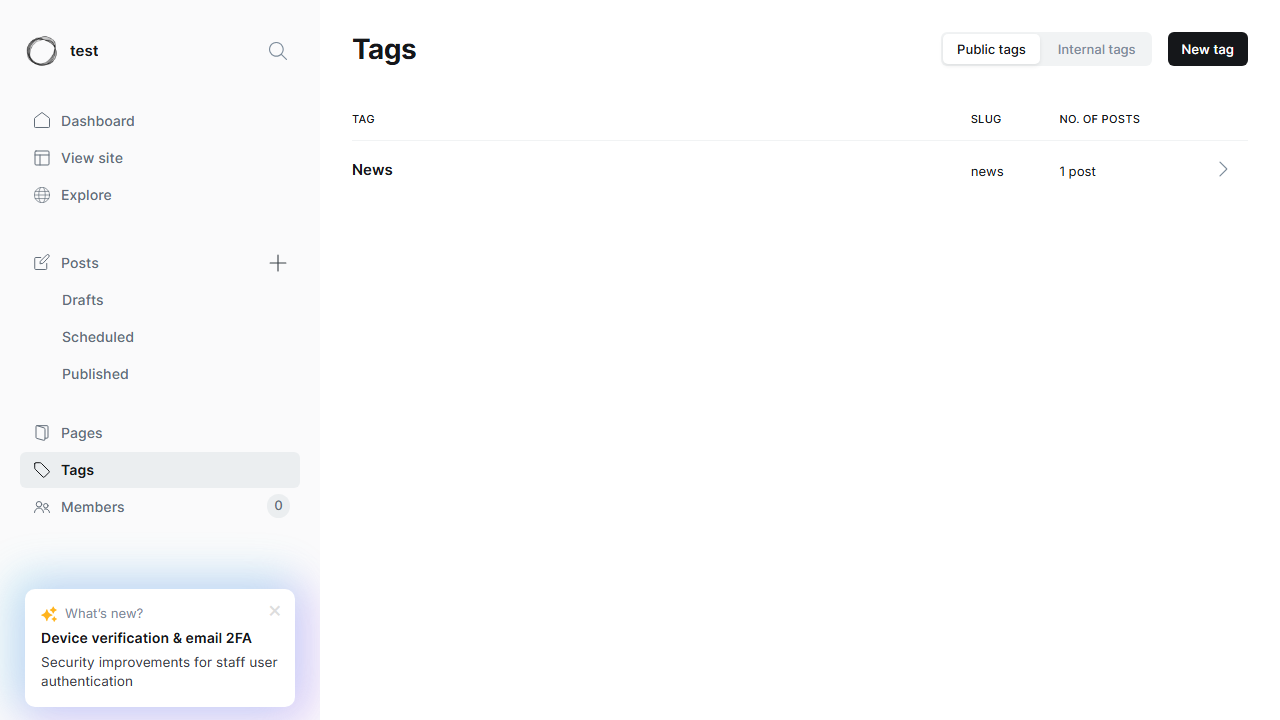 test
Dashboard
View site
Explore
Posts
Drafts
Scheduled
Published
Pages
Tags
Members 0
What's new?
Device verification & email 2FA
Security improvements for staff user
authentication
Tags
Public tags Internal tags New tag
TAG SLUG NO. OF POSTS
News news 1 post